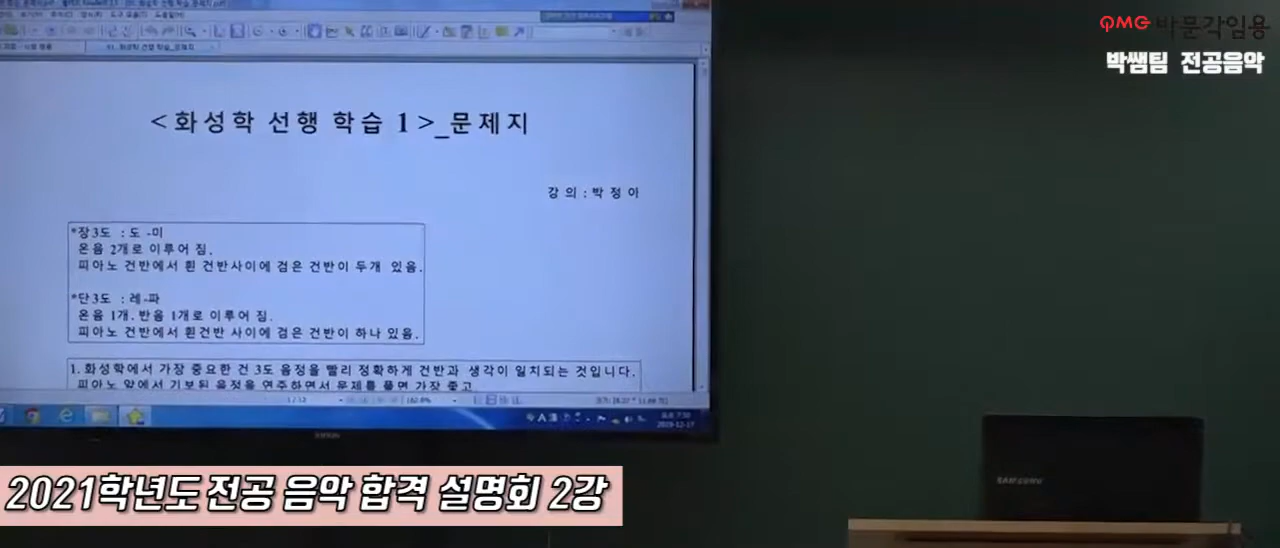 PMG 박문각임용
박쌤팀 전공음악
<화성학 선행 학습 1>_문제지
강 의 : 박 정 아
*장3도 : 도 -미
온음 2개로 이루어 짐.
피아노 건반에서 흰 건반사이에 검은 건반이 두개 있음.
*단3도 : 레-파
온음 1개. 반음 1개로 이루어 짐.
피아노 건반에서 흰건반 사이에 검은 건반이 하나 있음.
1. 화성학에서 가장 중요한 건 3도 음정을 빨리 정확하게 건반과 생각이 일치되는 것입니다.
피아노 앞에서 기보된 음정을 연주하면서 문제를 풀면 가장 좋고
1 / 12
2019-12-17
SAMSUNG
2021학년도 전공 음악 합격 설명회 2강